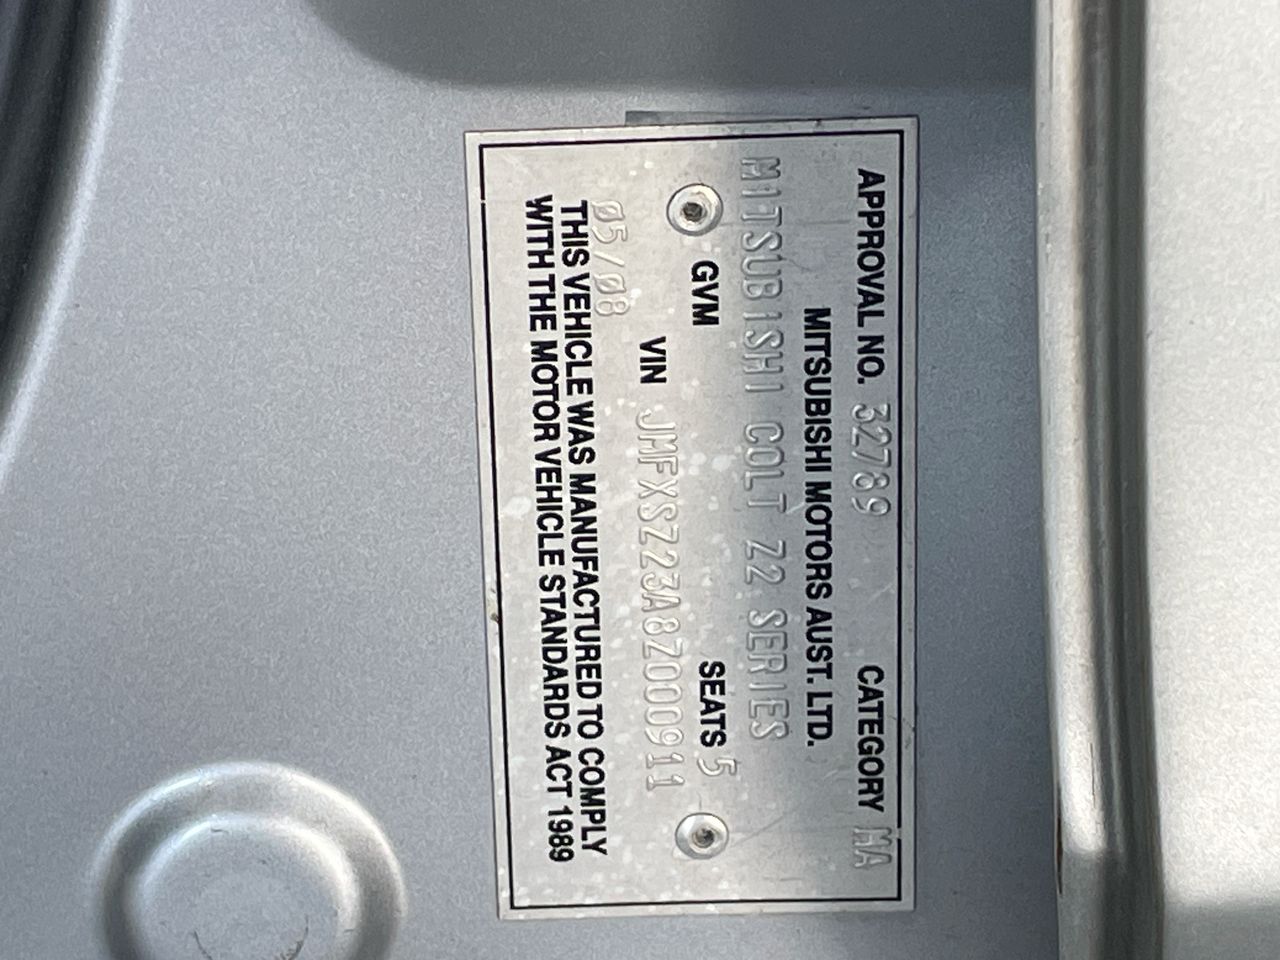 APPROVAL NO. 32789 CATEGORY MA
MITSUBISHI MOTORS AUST. LTD.
MITSUBISHI COLT Z2 SERIES
GVM SEATS 5
VIN JMFXSZ23A8Z000911
05/08
THIS VEHICLE WAS MANUFACTURED TO COMPLY
WITH THE MOTOR VEHICLE STANDARDS ACT 1989